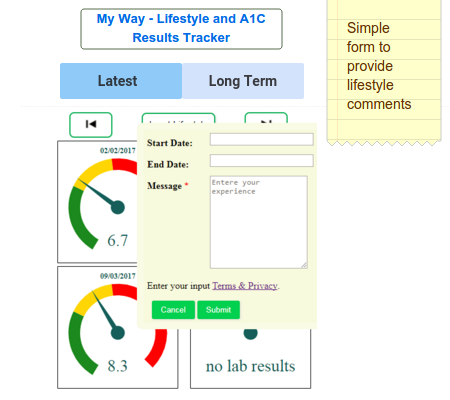 My Way - Lifestyle and A1C
Results Tracker
Simple
form to
provide
lifestyle
comments
Latest
Long Term
02/02/2017
6.7
Start Date:
End Date:
Message *
Entere your
experience
Enter your input Terms & Privacy.
Cancel
Submit
09/03/2017
8.3
no lab results